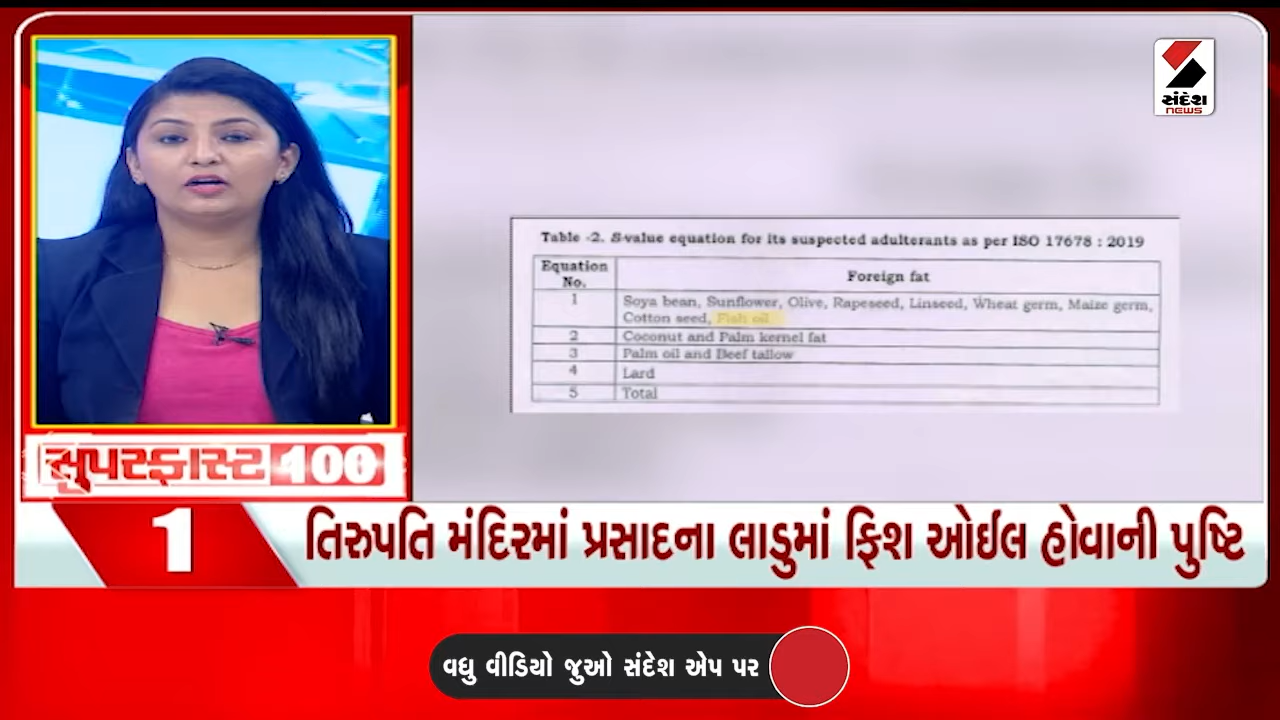 સંદેશ
NEWS
Table -2. S-value equation for its suspected adulterants as per ISO 17678 : 2019
Equation No. Foreign fat
1 Soya bean, Sunflower, Olive, Rapeseed, Linseed, Wheat germ, Maize germ,
Cotton seed, Fish oil
2 Coconut and Palm kernel fat
3 Palm oil and Beef tallow
4 Lard
5 Total
સુપરફાસ્ટ 100
1 તિરુપતિ મંદિરમાં પ્રસાદના લાડુમાં ફિશ ઓઈલ હોવાની પુષ્ટિ
વધુ વીડિયો જુઓ સંદેશ એપ પર